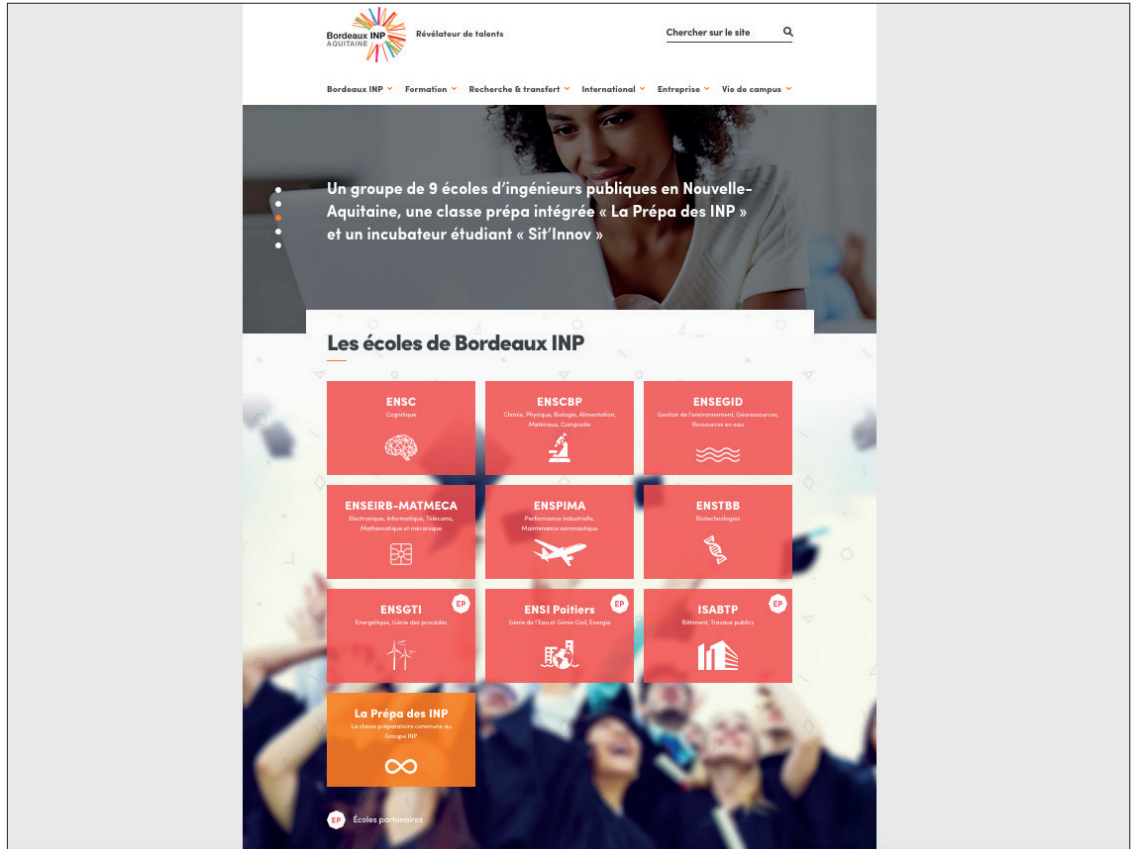 Bordeaux INP
AQUITAINE
Révélateur de talents
Chercher sur le site
Bordeaux INP
Formation
Recherche & transfert
International
Entreprise
Vie de campus
Un groupe de 9 écoles d'ingénieurs publiques en Nouvelle-
Aquitaine, une classe prépa intégrée « La Prépa des INP »
et un incubateur étudiant « Sit'Innov »
Les écoles de Bordeaux INP
ENSC
Cognitique
ENSCBP
Chimie, Physique, Biologie, Alimentation,
Matériaux, Composite
ENSEGID
Gestion de l'environnement, Géoressources,
Ressources en eau
ENSEIRB-MATMECA
Electronique, Informatique, Télécoms,
Mathématique et mécanique
ENSPIMA
Performance industrielle,
Maintenance aéronautique
ENSTBB
Biotechnologies
ENSGTI
EP
Energétique, Génie des procédés
ENSI Poitiers
EP
Génie de l'Eau et Génie Civil, Energie
ISABTP
EP
Bâtiment, Travaux publics
La Prépa des INP
La classe préparatoire commune au
Groupe INP
EP
Écoles partenaires